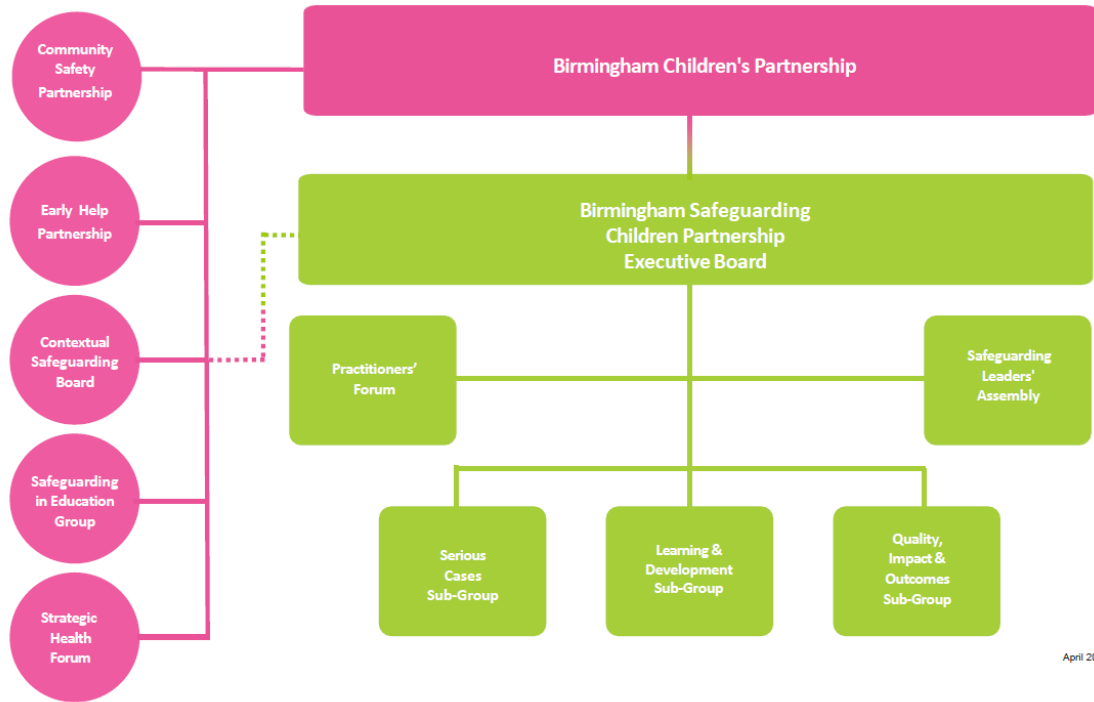 Community
Safety
Partnership
Birmingham Children's Partnership
Early Help
Partnership
Birmingham Safeguarding
Children Partnership
Executive Board
Contextual
Safeguarding
Board
Practitioners’
Forum
Safeguarding
Leaders'
Assembly
Safeguarding
in Education
Group
Serious
Cases
Sub-Group
Learning &
Development
Sub-Group
Quality,
Impact &
Outcomes
Sub-Group
Strategic
Health
Forum
April